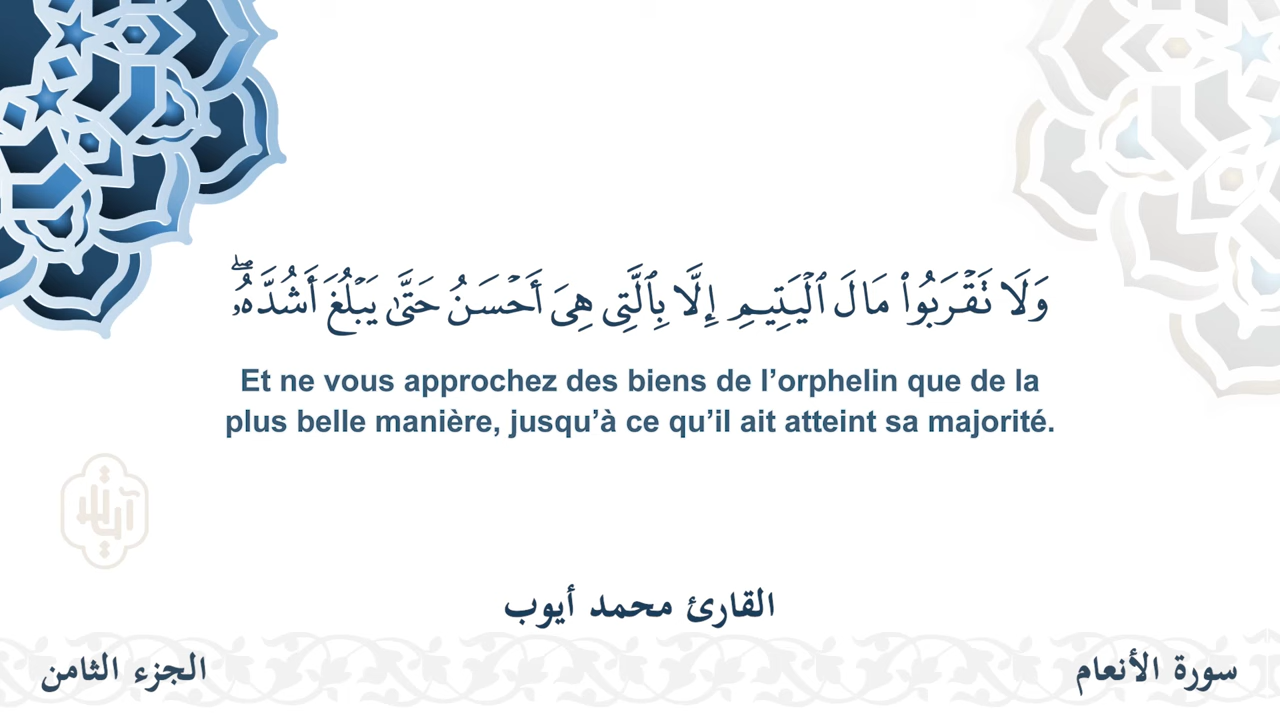 وَلَا تَقْرَبُوا۟ مَالَ ٱلْيَتِيمِ إِلَّا بِٱلَّتِى هِىَ أَحْسَنُ حَتَّىٰ يَبْلُغَ أَشُدَّهُۥ ۖ
Et ne vous approchez des biens de l’orphelin que de la
plus belle manière, jusqu’à ce qu’il ait atteint sa majorité.
القارئ محمد أيوب
سورة الأنعام
الجزء الثامن